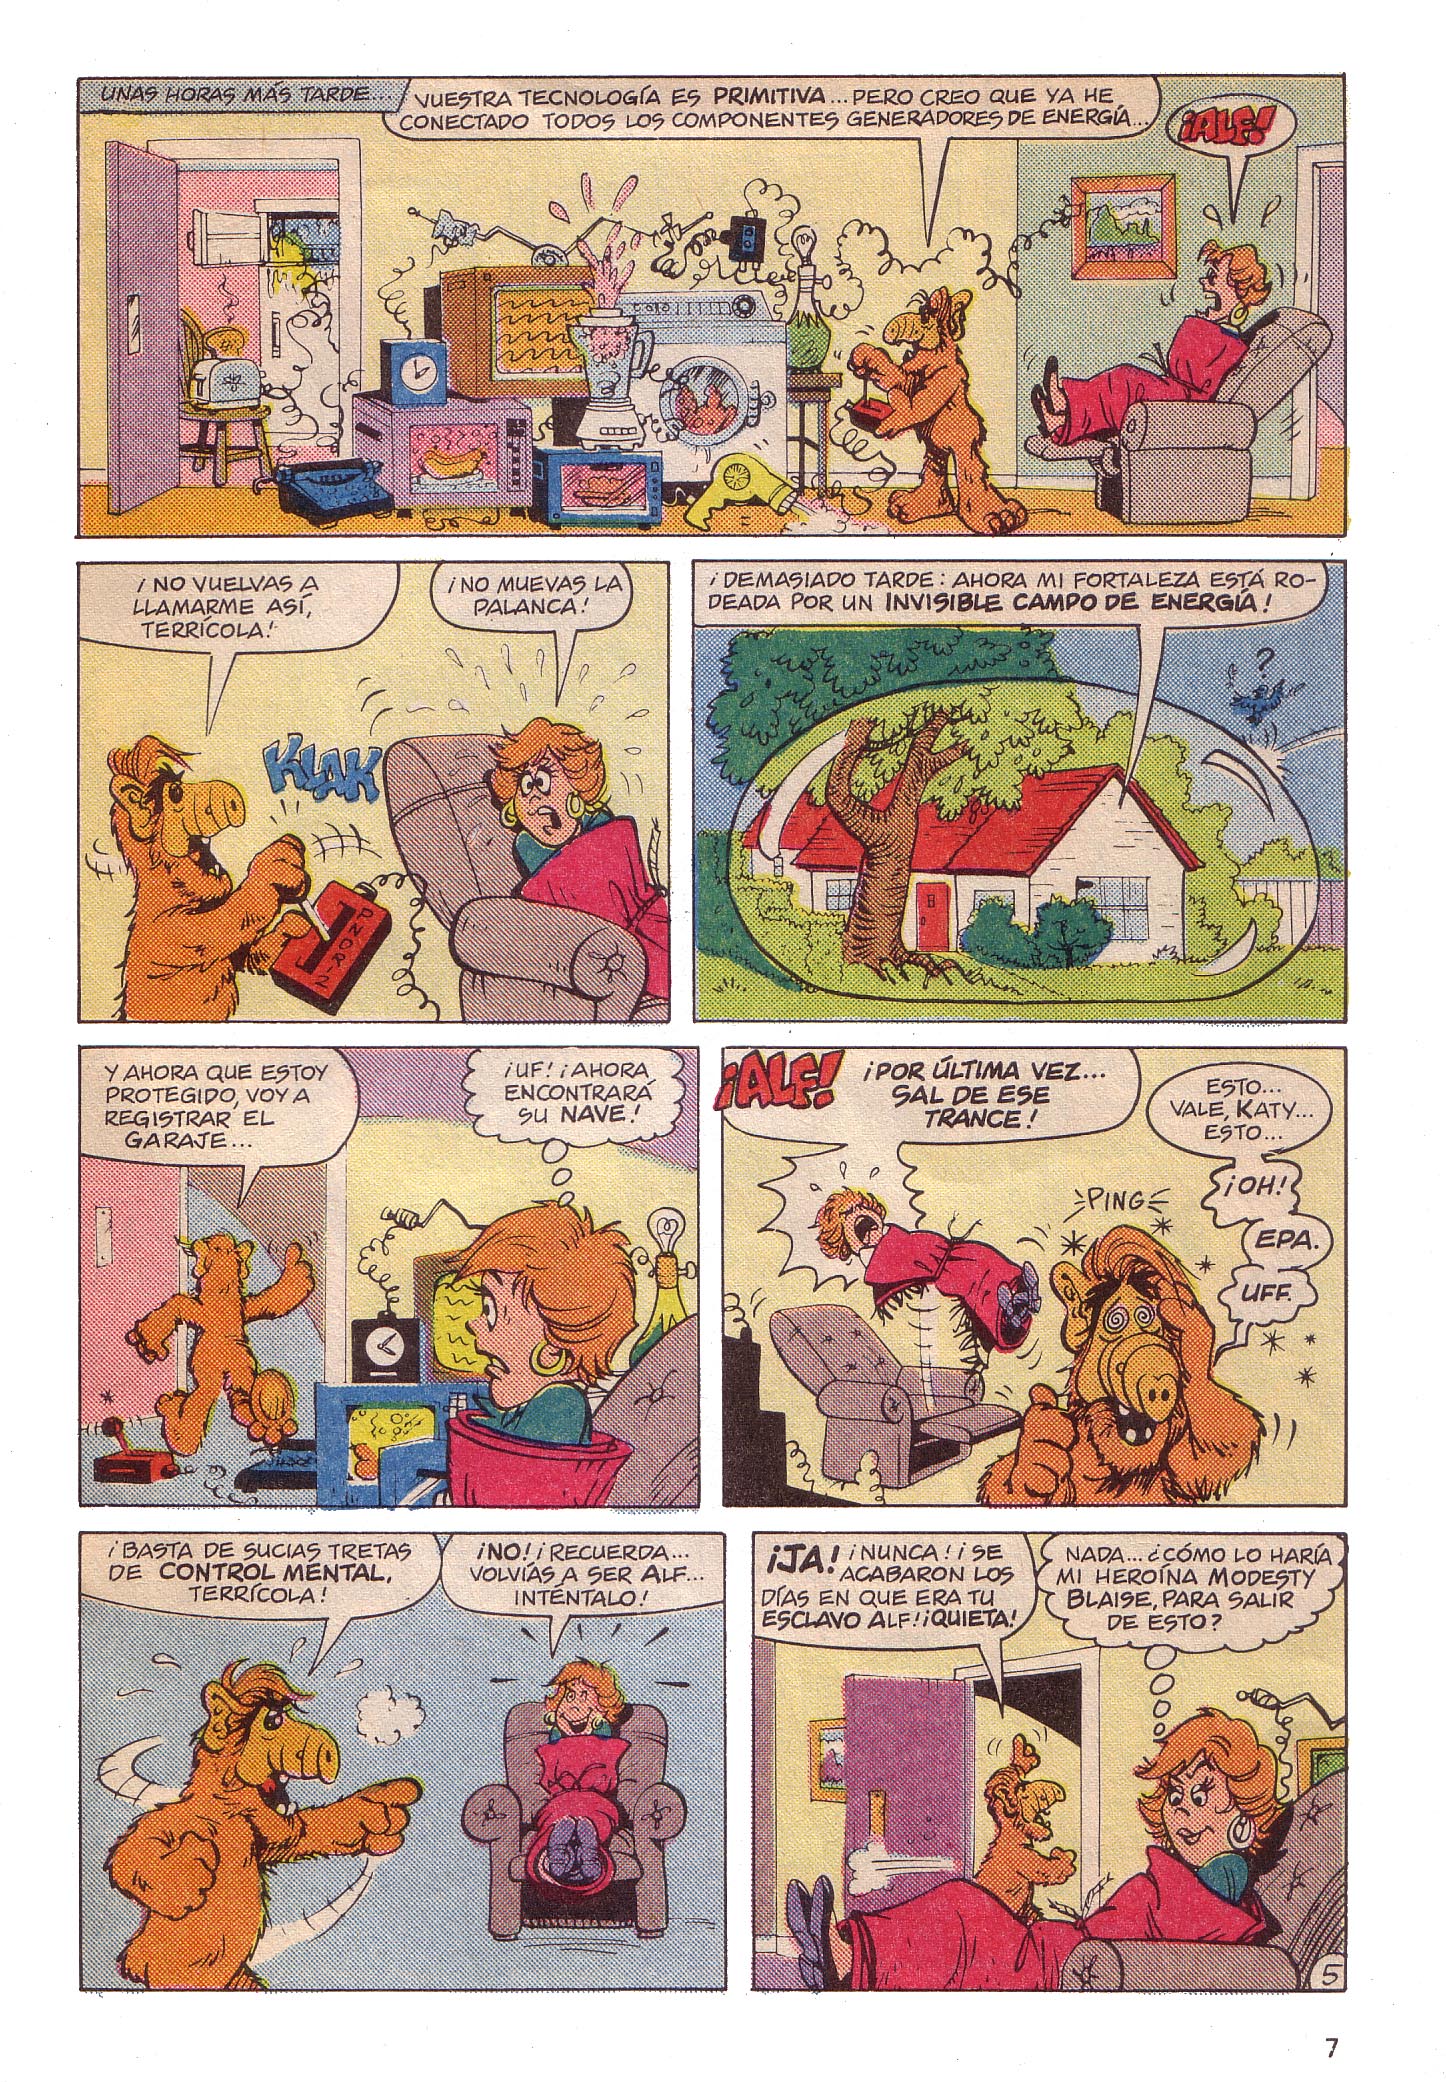 UNAS HORAS MÁS TARDE...
VUESTRA TECNOLOGÍA ES PRIMITIVA... PERO CREO QUE YA HE
CONECTADO TODOS LOS COMPONENTES GENERADORES DE ENERGÍA...
¡ALF!
¡NO VUELVAS A
LLAMARME ASÍ,
TERRÍCOLA!
¡NO MUEVAS LA
PALANCA!
KLAK
P
N
D
R
1
2
¡DEMASIADO TARDE: AHORA MI FORTALEZA ESTÁ RO-
DEADA POR UN INVISIBLE CAMPO DE ENERGÍA!
?
Y AHORA QUE ESTOY
PROTEGIDO, VOY A
REGISTRAR EL
GARAJE...
¡UF! ¡AHORA
ENCONTRARÁ
SU NAVE!
¡ALF!
¡POR ÚLTIMA VEZ...
SAL DE ESE
TRANCE!
PING
ESTO...
VALE, KATY...
ESTO...
¡OH!
EPA.
UFF.
¡BASTA DE SUCIAS TRETAS
DE CONTROL MENTAL,
TERRÍCOLA!
¡NO! ¡RECUERDA...
VOLVÍAS A SER ALF...
INTÉNTALO!
¡JA! ¡NUNCA! ¡SE
ACABARON LOS
DÍAS EN QUE ERA TU
ESCLAVO ALF! ¡QUIETA!
NADA... ¿CÓMO LO HARÍA
MI HEROÍNA MODESTY
BLAISE, PARA SALIR
DE ESTO?
5
7